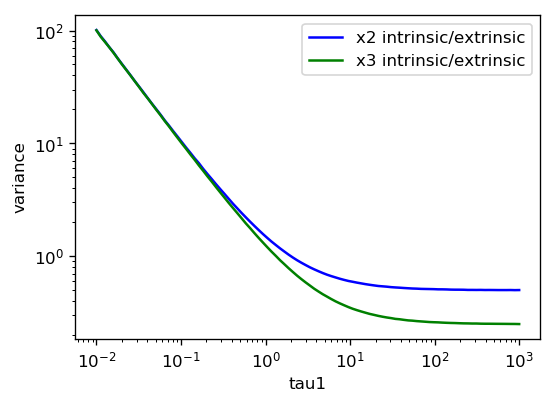 x2 intrinsic/extrinsic
x3 intrinsic/extrinsic
10²
10¹
10⁰
variance
10⁻² 10⁻¹ 10⁰ 10¹ 10² 10³
tau1